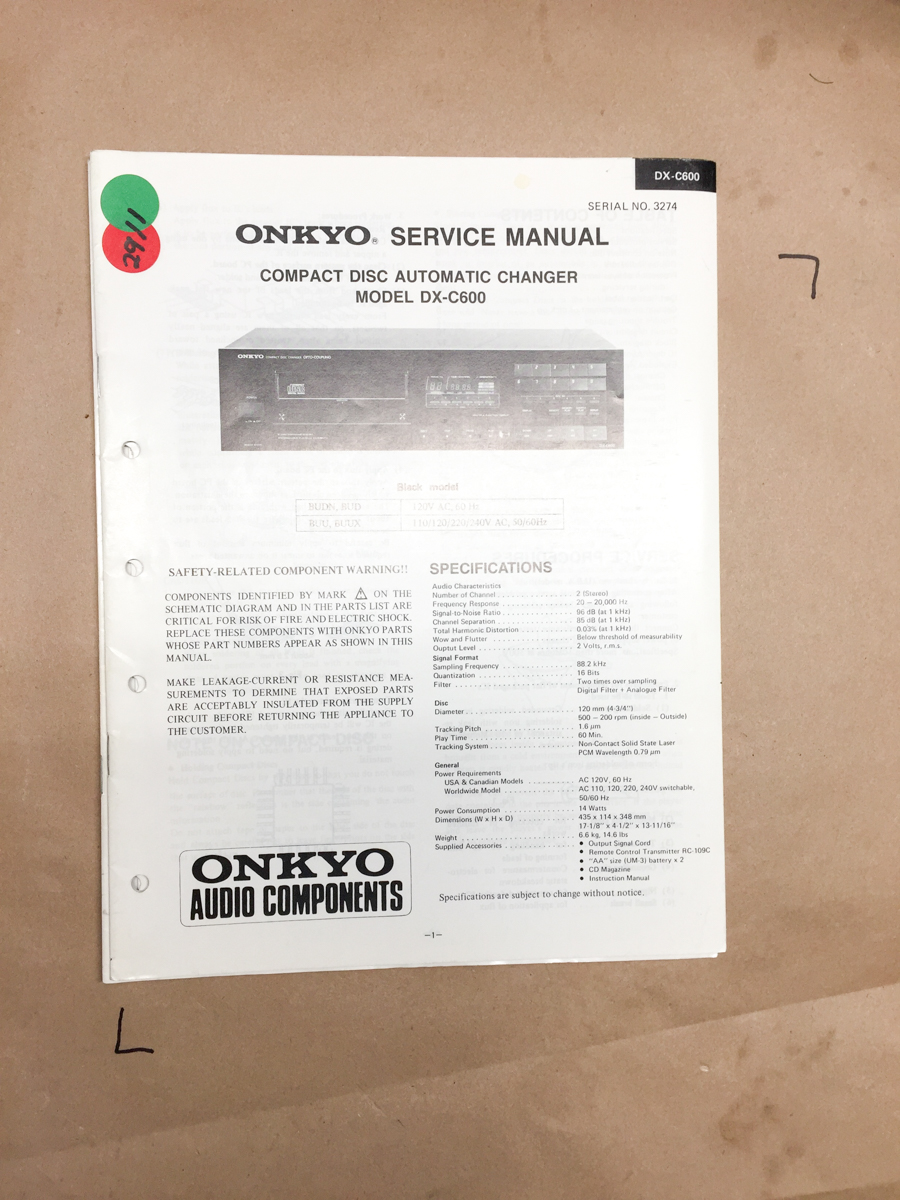 DX-C600
SERIAL NO. 3274
29/11
ONKYO® SERVICE MANUAL
COMPACT DISC AUTOMATIC CHANGER
MODEL DX-C600
ONKYO COMPACT DISC CHANGER OPTO-COUPLING
Black model
BUDN, BUD 120V AC, 60 Hz
BUU, BUUX 110/120/220/240V AC, 50/60Hz
SAFETY-RELATED COMPONENT WARNING!!
COMPONENTS IDENTIFIED BY MARK ⚠ ON THE
SCHEMATIC DIAGRAM AND IN THE PARTS LIST ARE
CRITICAL FOR RISK OF FIRE AND ELECTRIC SHOCK.
REPLACE THESE COMPONENTS WITH ONKYO PARTS
WHOSE PART NUMBERS APPEAR AS SHOWN IN THIS
MANUAL.
MAKE LEAKAGE-CURRENT OR RESISTANCE MEA-
SUREMENTS TO DERMINE THAT EXPOSED PARTS
ARE ACCEPTABLY INSULATED FROM THE SUPPLY
CIRCUIT BEFORE RETURNING THE APPLIANCE TO
THE CUSTOMER.
ONKYO
AUDIO COMPONENTS
SPECIFICATIONS
Audio Characteristics
Number of Channel . . . . . . . . . . . . . . . 2 (Stereo)
Frequency Response . . . . . . . . . . . . . . 20 – 20,000 Hz
Signal-to-Noise Ratio . . . . . . . . . . . . . . 96 dB (at 1 kHz)
Channel Separation . . . . . . . . . . . . . . . 85 dB (at 1 kHz)
Total Harmonic Distortion . . . . . . . . . . . 0.03% (at 1 kHz)
Wow and Flutter . . . . . . . . . . . . . . . . Below threshold of measurability
Ouptut Level . . . . . . . . . . . . . . . . . . 2 Volts, r.m.s.
Signal Format
Sampling Frequency . . . . . . . . . . . . . . 88.2 kHz
Quantization . . . . . . . . . . . . . . . . . . 16 Bits
Filter . . . . . . . . . . . . . . . . . . . . . . Two times over sampling
Digital Filter + Analogue Filter
Disc
Diameter . . . . . . . . . . . . . . . . . . . . 120 mm (4-3/4")
500 – 200 rpm (inside – Outside)
Tracking Pitch . . . . . . . . . . . . . . . . . 1.6 μm
Play Time . . . . . . . . . . . . . . . . . . . . 60 Min.
Tracking System . . . . . . . . . . . . . . . . Non-Contact Solid State Laser
PCM Wavelength 0.79 μm
General
Power Requirements
USA & Canadian Models . . . . . . . . . . AC 120V, 60 Hz
Worldwide Model . . . . . . . . . . . . . . AC 110, 120, 220, 240V switchable,
50/60 Hz
Power Consumption . . . . . . . . . . . . . . 14 Watts
Dimensions (W x H x D) . . . . . . . . . . . . 435 x 114 x 348 mm
17-1/8" x 4-1/2" x 13-11/16"
Weight . . . . . . . . . . . . . . . . . . . . . 6.6 kg, 14.6 lbs
Supplied Accessories . . . . . . . . . . . . . . ● Output Signal Cord
● Remote Control Transmitter RC-109C
● "AA" size (UM-3) battery x 2
● CD Magazine
● Instruction Manual
Specifications are subject to change without notice.
–1–